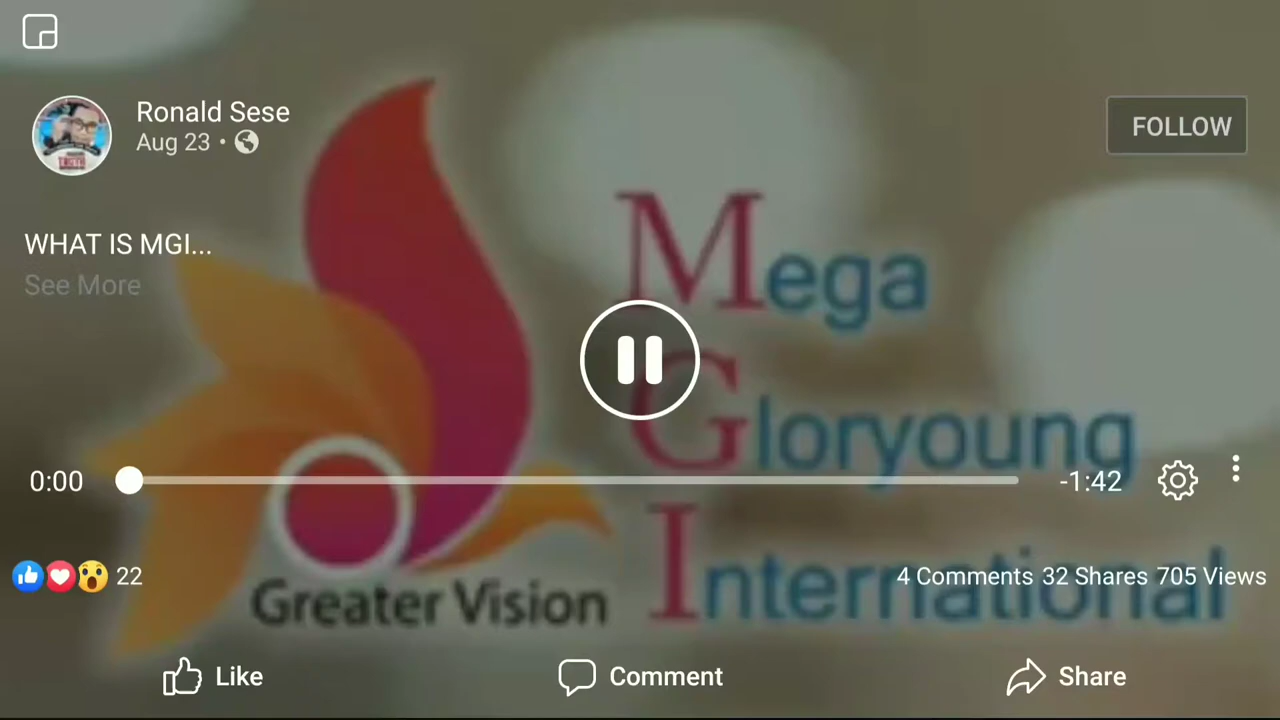 Ronald Sese
Aug 23 •
FOLLOW
WHAT IS MGI...
See More
Mega
Gloryoung
International
0:00
-1:42
22
4 Comments 32 Shares 705 Views
Greater Vision
Like
Comment
Share